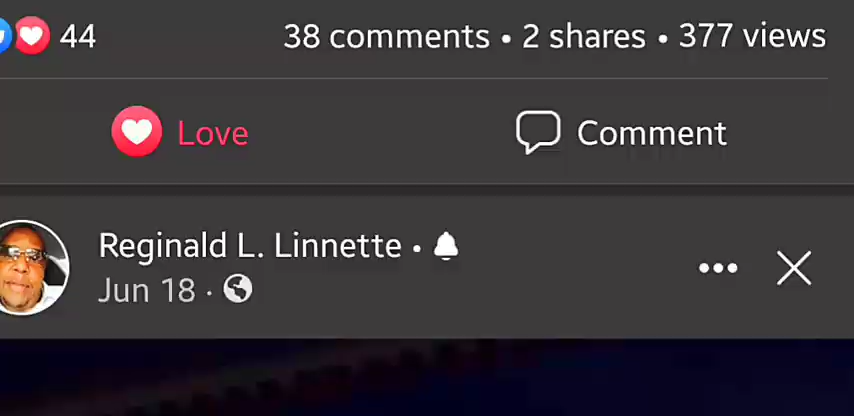 44 38 comments • 2 shares • 377 views
Love Comment
Reginald L. Linnette •
Jun 18 ·